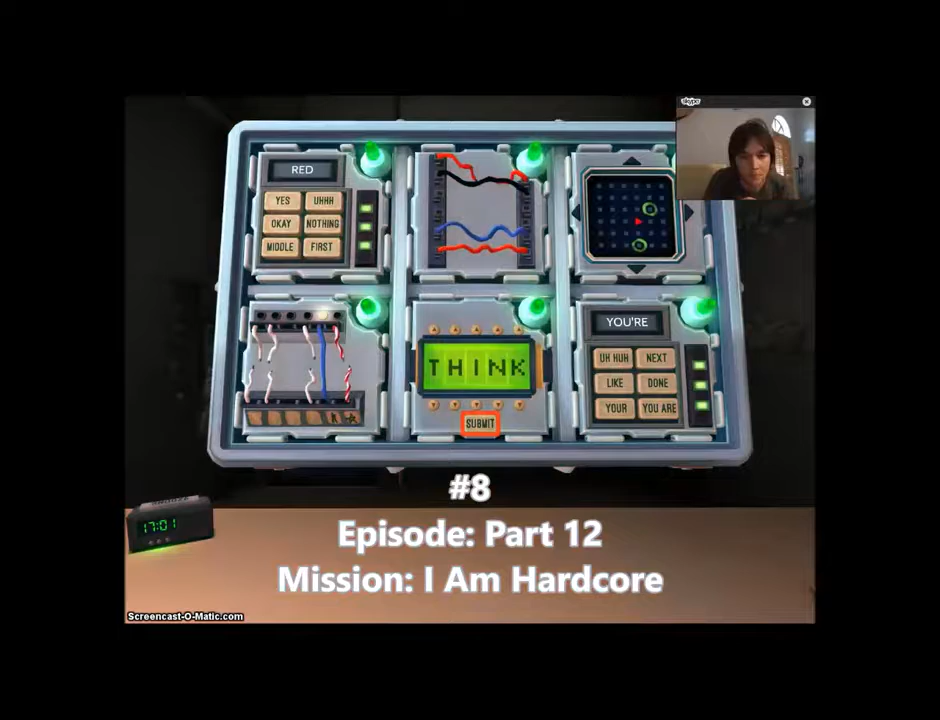 skype
RED
YES UHHH
OKAY NOTHING
MIDDLE FIRST
THINK
SUBMIT
YOU'RE
UH HUH NEXT
LIKE DONE
YOUR YOU ARE
17:01
#8
Episode: Part 12
Mission: I Am Hardcore
Screencast-O-Matic.com